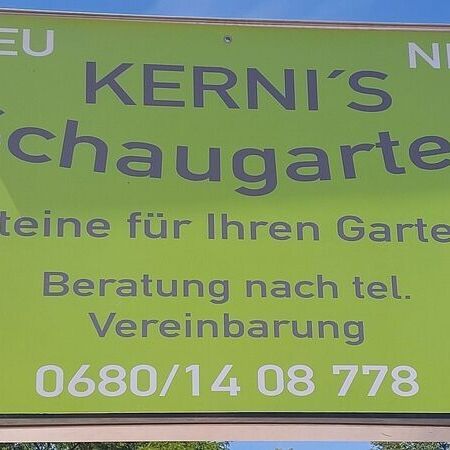 EU NE
KERNI´S
Schaugarte
teine für Ihren Garte
Beratung nach tel.
Vereinbarung
0680/14 08 778